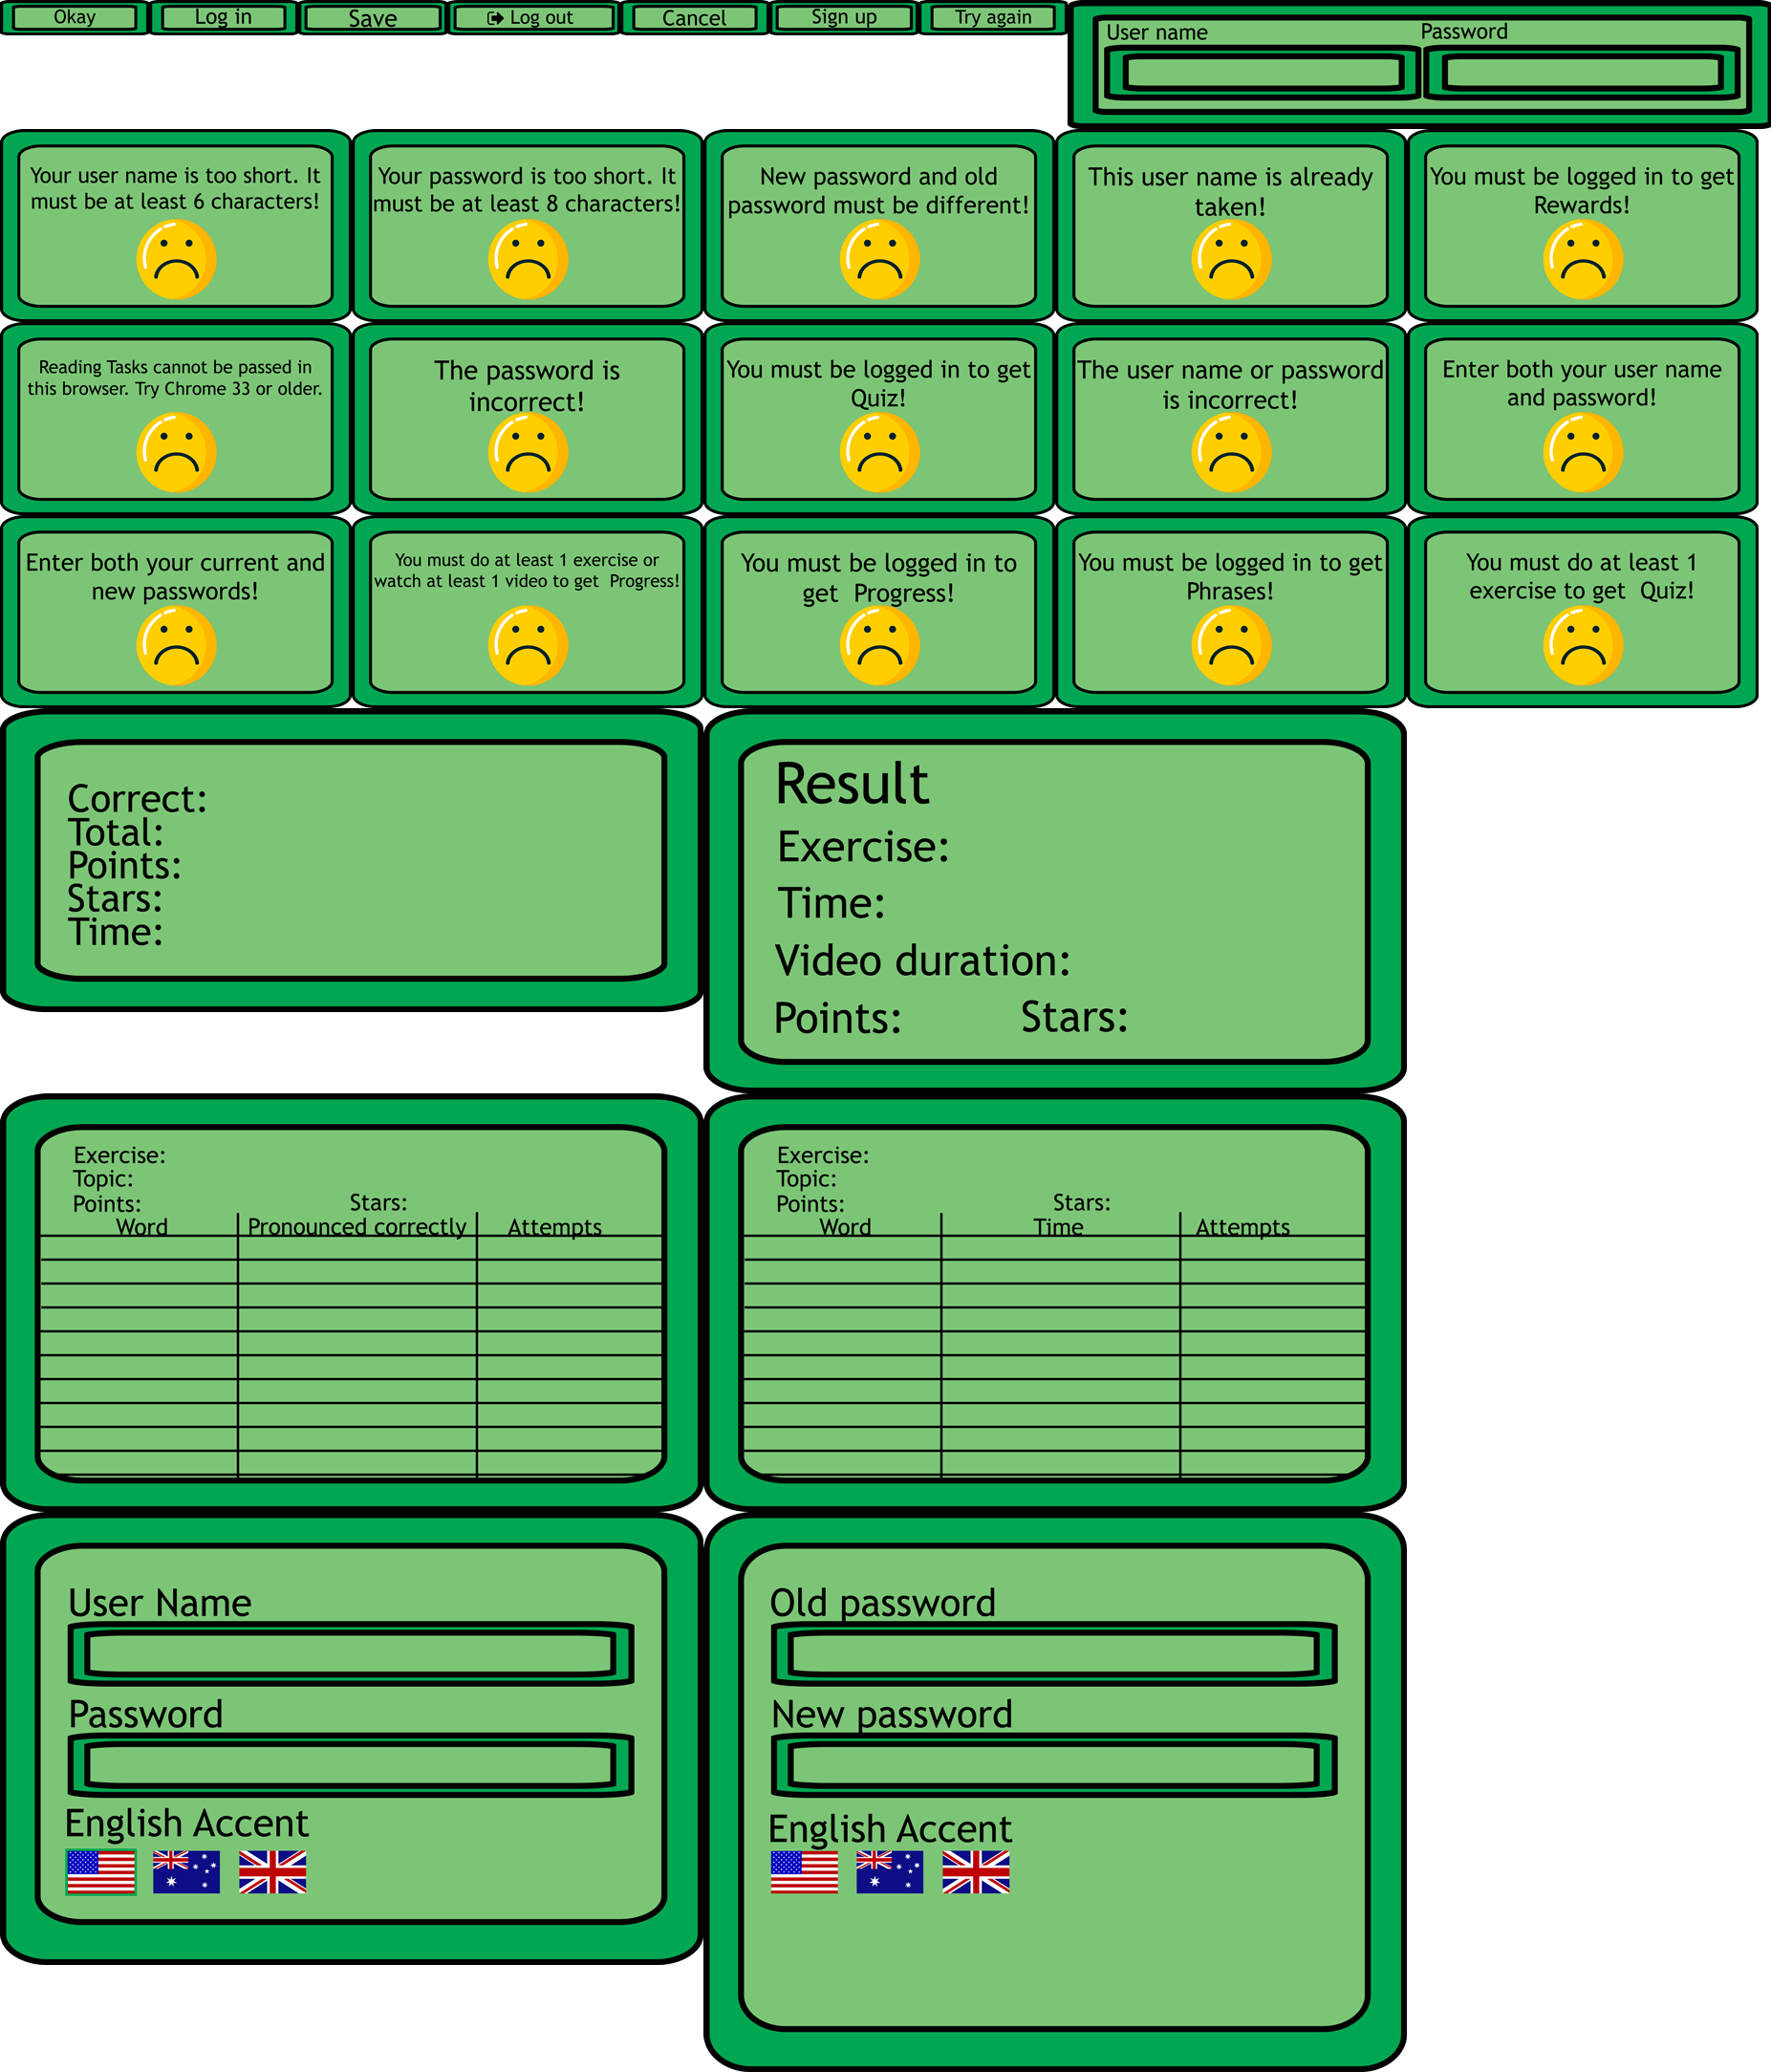 Okay
Log in
Save
Log out
Cancel
Sign up
Try again
User name
Password
Your user name is too short. It
must be at least 6 characters!
Your password is too short. It
must be at least 8 characters!
New password and old
password must be different!
This user name is already
taken!
You must be logged in to get
Rewards!
Reading Tasks cannot be passed in
this browser. Try Chrome 33 or older.
The password is
incorrect!
You must be logged in to get
Quiz!
The user name or password
is incorrect!
Enter both your user name
and password!
Enter both your current and
new passwords!
You must do at least 1 exercise or
watch at least 1 video to get  Progress!
You must be logged in to
get  Progress!
You must be logged in to get
Phrases!
You must do at least 1
exercise to get  Quiz!
Correct:
Total:
Points:
Stars:
Time:
Result
Exercise:
Time:
Video duration:
Points: Stars:
Exercise:
Topic:
Points: Stars:
Word Pronounced correctly Attempts
Exercise:
Topic:
Points: Stars:
Word Time Attempts
User Name
Password
English Accent
Old password
New password
English Accent